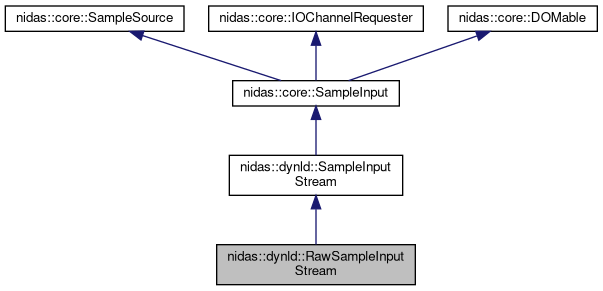 nidas::core::SampleSource
nidas::core::IOChannelRequester
nidas::core::DOMable
nidas::core::SampleInput
nidas::dynld::SampleInput
Stream
nidas::dynld::RawSampleInput
Stream